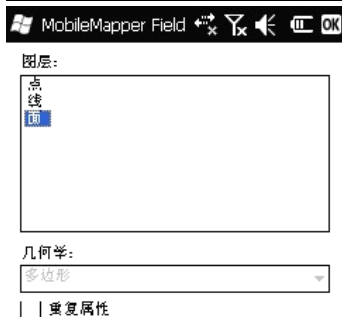 MobileMapper Field OK
图层:
点
线
面
几何学:
多边形
重复属性